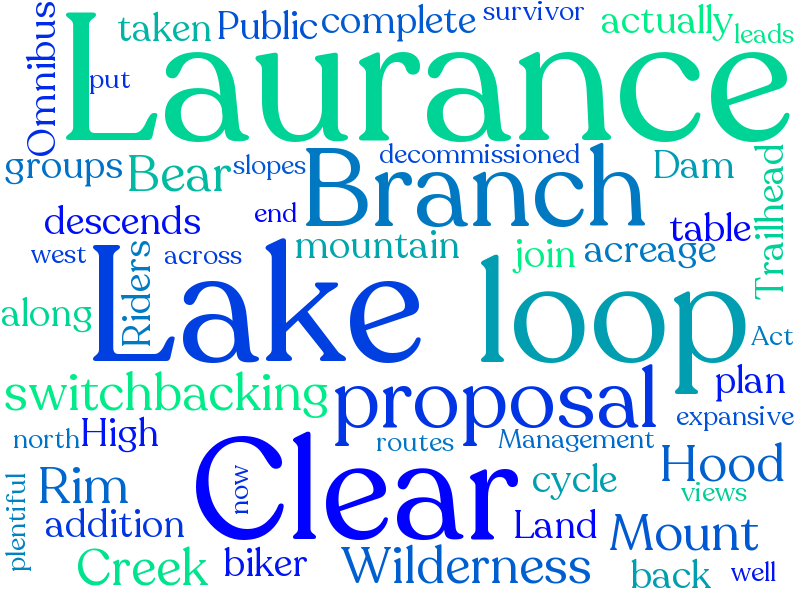 Omnibus
taken Public complete survivor actually leads
put
Laurance
groups Bear slopes Branch decommissioned Dam
Trailhead
descends end table
west across mountain join acreage
Riders
Lake loop
along Act
switchbacking proposal plan
expansive
north High routes Management
Rim Clear now cycle Hood
views
plentiful
addition Land Mount
Creek biker Wilderness back well